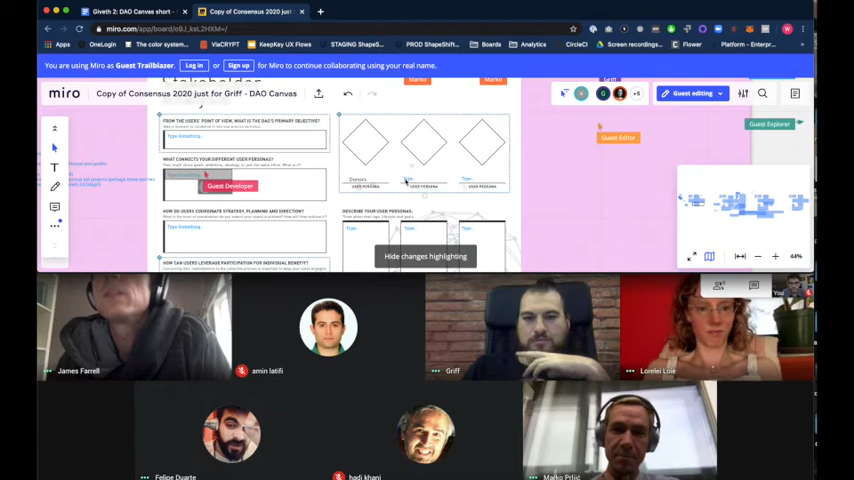 Giveth 2: DAO Canvas short -
Copy of Consensus 2020 just f
miro.com/app/board/o9J_ksL2HXM=/
Apps
OneLogin
The color system...
ViaCRYPT
KeepKey UX Flows
STAGING ShapeS...
PROD ShapeShift...
Boards
Analytics
CircleCI
Screen recordings...
Flower
Platform - Enterpr...
You are using Miro as Guest Trailblazer. Log in or Sign up for Miro to continue collaborating using your real name.
miro
Copy of Consensus 2020 just for Griff - DAO Canvas
G
+5
Guest editing
Marko
Marko
Guest Explorer
Guest Editor
FROM THE USERS' POINT OF VIEW, WHAT IS THE DAO'S PRIMARY OBJECTIVE?
Type Something..
WHAT CONNECTS YOUR DIFFERENT USER PERSONAS?
Guest Developer
Donors
Type..
Type..
USER PERSONA
USER PERSONA
USER PERSONA
HOW DO USERS COORDINATE STRATEGY, PLANNING AND DIRECTION?
Type Something..
DESCRIBE YOUR USER PERSONAS:
Type..
Type..
Type..
HOW CAN USERS LEVERAGE PARTICIPATION FOR INDIVIDUAL BENEFIT?
Hide changes highlighting
44%
You
James Farrell
amin latifi
Griff
Lorelei Loie
Felipe Duarte
hadi khani
Marko Prljić